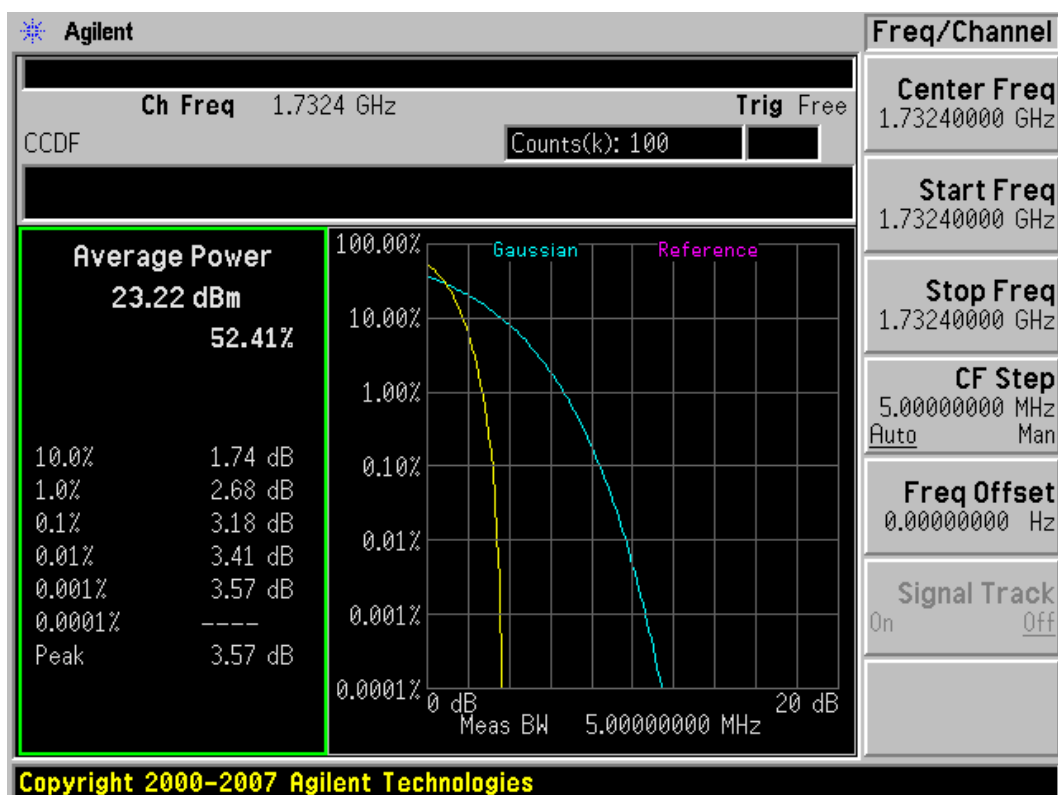 Agilent
Freq/Channel
Ch Freq 1.7324 GHz Trig Free
CCDF Counts(k): 100
Average Power
23.22 dBm
52.41%
10.0% 1.74 dB
1.0% 2.68 dB
0.1% 3.18 dB
0.01% 3.41 dB
0.001% 3.57 dB
0.0001% ----
Peak 3.57 dB
Gaussian Reference
100.00%
10.00%
1.00%
0.10%
0.01%
0.001%
0.0001%
0 dB 20 dB
Meas BW 5.00000000 MHz
Center Freq
1.73240000 GHz
Start Freq
1.73240000 GHz
Stop Freq
1.73240000 GHz
CF Step
5.00000000 MHz
Auto Man
Freq Offset
0.00000000 Hz
Signal Track
On Off
Copyright 2000-2007 Agilent Technologies